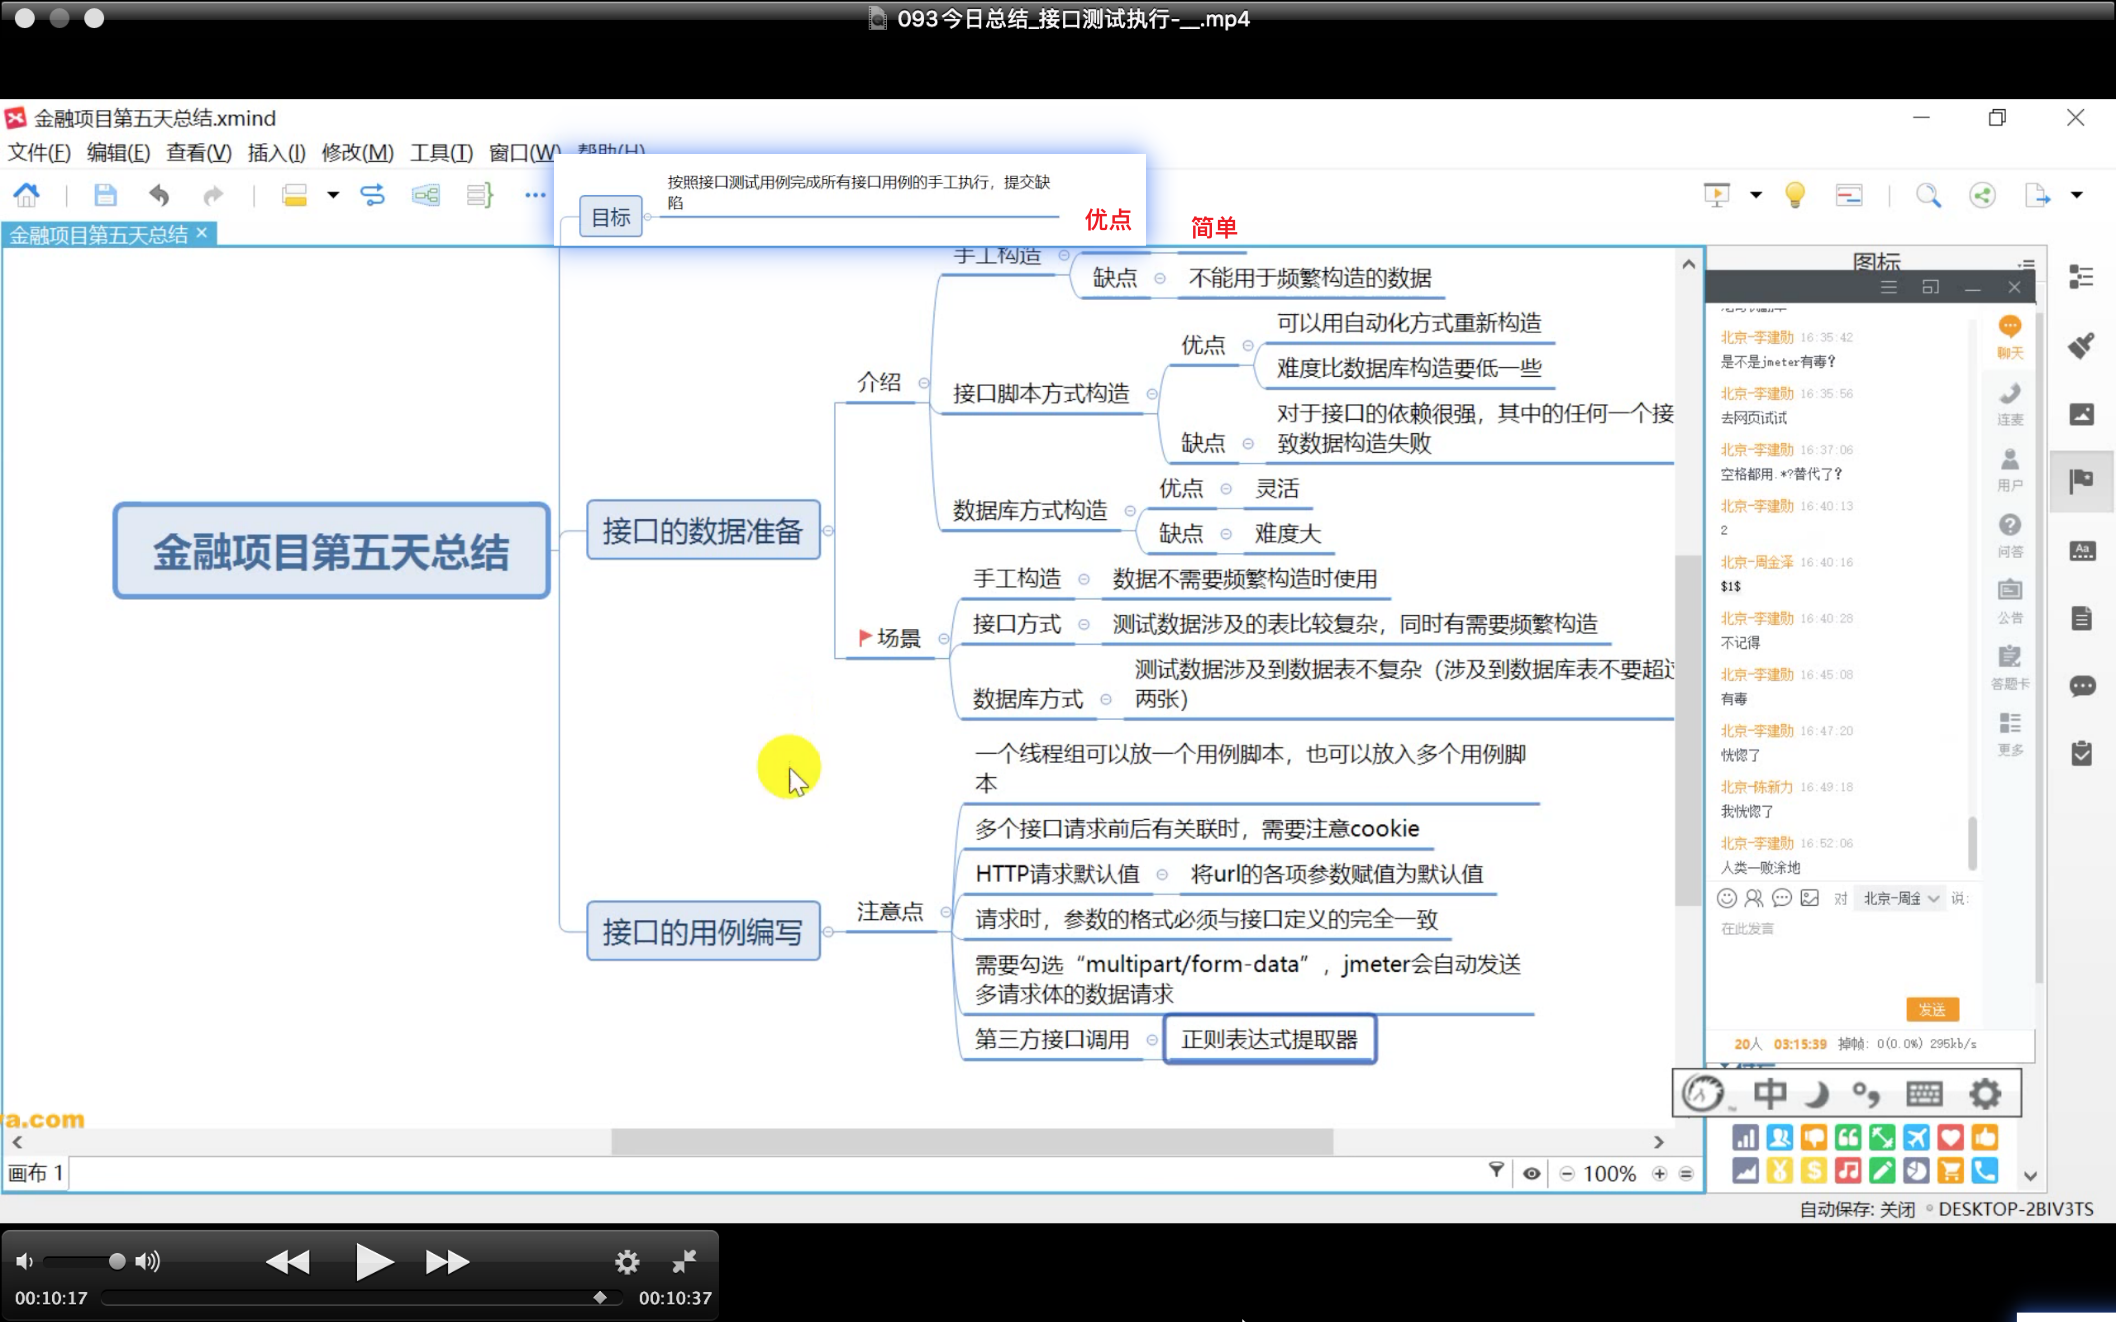 093今日总结_接口测试执行-__.mp4
金融项目第五天总结.xmind
文件(F) 编辑(E) 查看(V) 插入(I) 修改(M) 工具(T) 窗口(W) 帮助(H)
目标
按照接口测试用例完成所有接口用例的手工执行，提交缺
陷
优点
简单
金融项目第五天总结
图标
手工构造
缺点
不能用于频繁构造的数据
介绍
接口脚本方式构造
优点
可以用自动化方式重新构造
难度比数据库构造要低一些
缺点
对于接口的依赖很强，其中的任何一个接
致数据构造失败
数据库方式构造
优点
灵活
缺点
难度大
金融项目第五天总结
接口的数据准备
场景
手工构造
数据不需要频繁构造时使用
接口方式
测试数据涉及的表比较复杂，同时有需要频繁构造
数据库方式
测试数据涉及到数据表不复杂（涉及到数据库表不要超过
两张）
接口的用例编写
注意点
一个线程组可以放一个用例脚本，也可以放入多个用例脚
本
多个接口请求前后有关联时，需要注意cookie
HTTP请求默认值
将url的各项参数赋值为默认值
请求时，参数的格式必须与接口定义的完全一致
需要勾选“multipart/form-data”，jmeter会自动发送
多请求体的数据请求
第三方接口调用
正则表达式提取器
北京-李建勋 16:35:42
是不是jmeter有毒?
北京-李建勋 16:35:56
去网页试试
北京-李建勋 16:37:06
空格都用.*?替代了?
北京-李建勋 16:40:13
2
北京-周金泽 16:40:16
$1$
北京-李建勋 16:40:28
不记得
北京-李建勋 16:45:08
有毒
北京-李建勋 16:47:20
恍惚了
北京-陈新力 16:49:18
我恍惚了
北京-李建勋 16:52:06
人类一败涂地
聊天
连麦
用户
问答
公告
答题卡
更多
对 北京-周金 说:
在此发言
发送
20人 03:15:39 掉帧: 0(0.0%) 295kb/s
中
Aa
a.com
画布 1
100%
自动保存: 关闭 DESKTOP-2BIV3TS
00:10:17
00:10:37